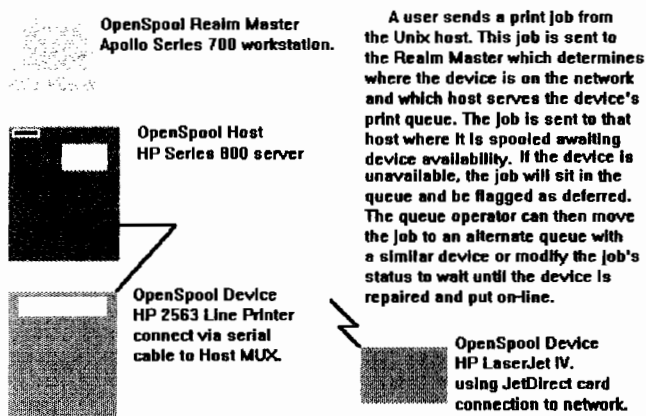 OpenSpool Realm Master
Apollo Series 700 workstation.
OpenSpool Host
HP Series 800 server
OpenSpool Device
HP 2563 Line Printer
connect via serial
cable to Host MUX.
A user sends a print job from
the Unix host. This job is sent to
the Realm Master which determines
where the device is on the network
and which host serves the device's
print queue. The job is sent to that
host where it is spooled awaiting
device availability. If the device is
unavailable, the job will sit in the
queue and be flagged as deferred.
The queue operator can then move
the job to an alternate queue with
a similar device or modify the job's
status to wait until the device is
repaired and put on-line.
OpenSpool Device
HP LaserJet IV.
using JetDirect card
connection to network.